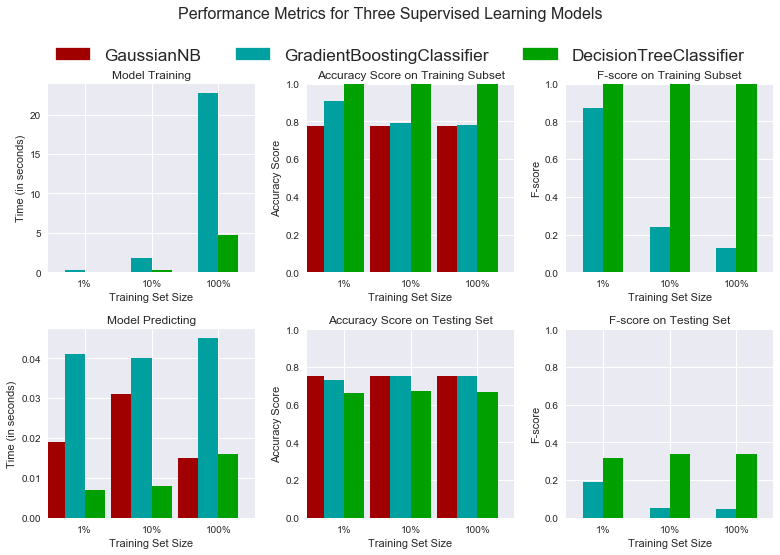 Performance Metrics for Three Supervised Learning Models
GaussianNB GradientBoostingClassifier DecisionTreeClassifier
Model Training
Time (in seconds)
20
15
10
5
0
1% 10% 100%
Training Set Size
Accuracy Score on Training Subset
Accuracy Score
1.0
0.8
0.6
0.4
0.2
0.0
1% 10% 100%
Training Set Size
F-score on Training Subset
F-score
1.0
0.8
0.6
0.4
0.2
0.0
1% 10% 100%
Training Set Size
Model Predicting
Time (in seconds)
0.04
0.03
0.02
0.01
0.00
1% 10% 100%
Training Set Size
Accuracy Score on Testing Set
Accuracy Score
1.0
0.8
0.6
0.4
0.2
0.0
1% 10% 100%
Training Set Size
F-score on Testing Set
F-score
1.0
0.8
0.6
0.4
0.2
0.0
1% 10% 100%
Training Set Size